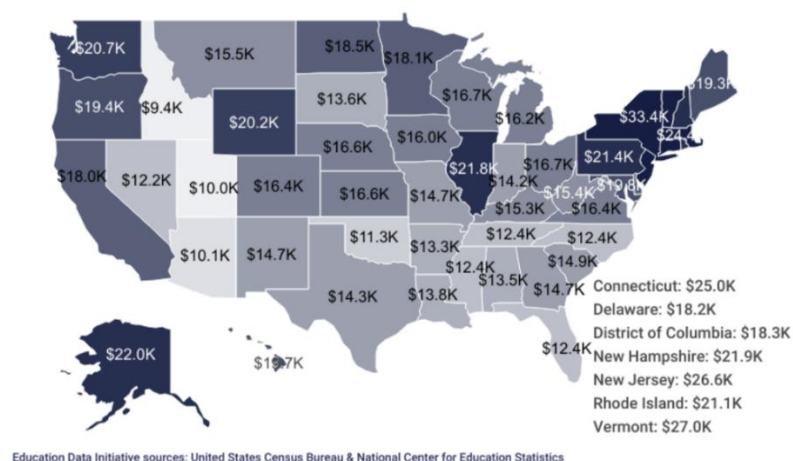 $20.7K
$15.5K
$18.5K
$18.1K
$19.3K
$19.4K
$9.4K
$20.2K
$13.6K
$16.7K
$16.2K
$33.4K
$24.4
$16.6K
$16.0K
$21.8K
$21.4K
$18.0K
$12.2K
$10.0K
$16.4K
$16.6K
$14.7K
$14.2K
$16.7K
$15.4K
$19.8K
$15.3K
$16.4K
$10.1K
$14.7K
$11.3K
$13.3K
$12.4K
$12.4K
$14.3K
$13.8K
$12.4K
$13.5K
$14.7K
$14.9K
$12.4K
$22.0K
Connecticut: $25.0K
Delaware: $18.2K
District of Columbia: $18.3K
New Hampshire: $21.9K
New Jersey: $26.6K
Rhode Island: $21.1K
Vermont: $27.0K
Education Data Initiative sources: United States Census Bureau & National Center for Education Statistics